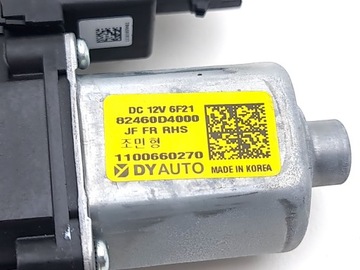 DC 12V 6F21
82460D4000
JF FR RHS
조민형
1100660270
DYAUTO MADE IN KOREA